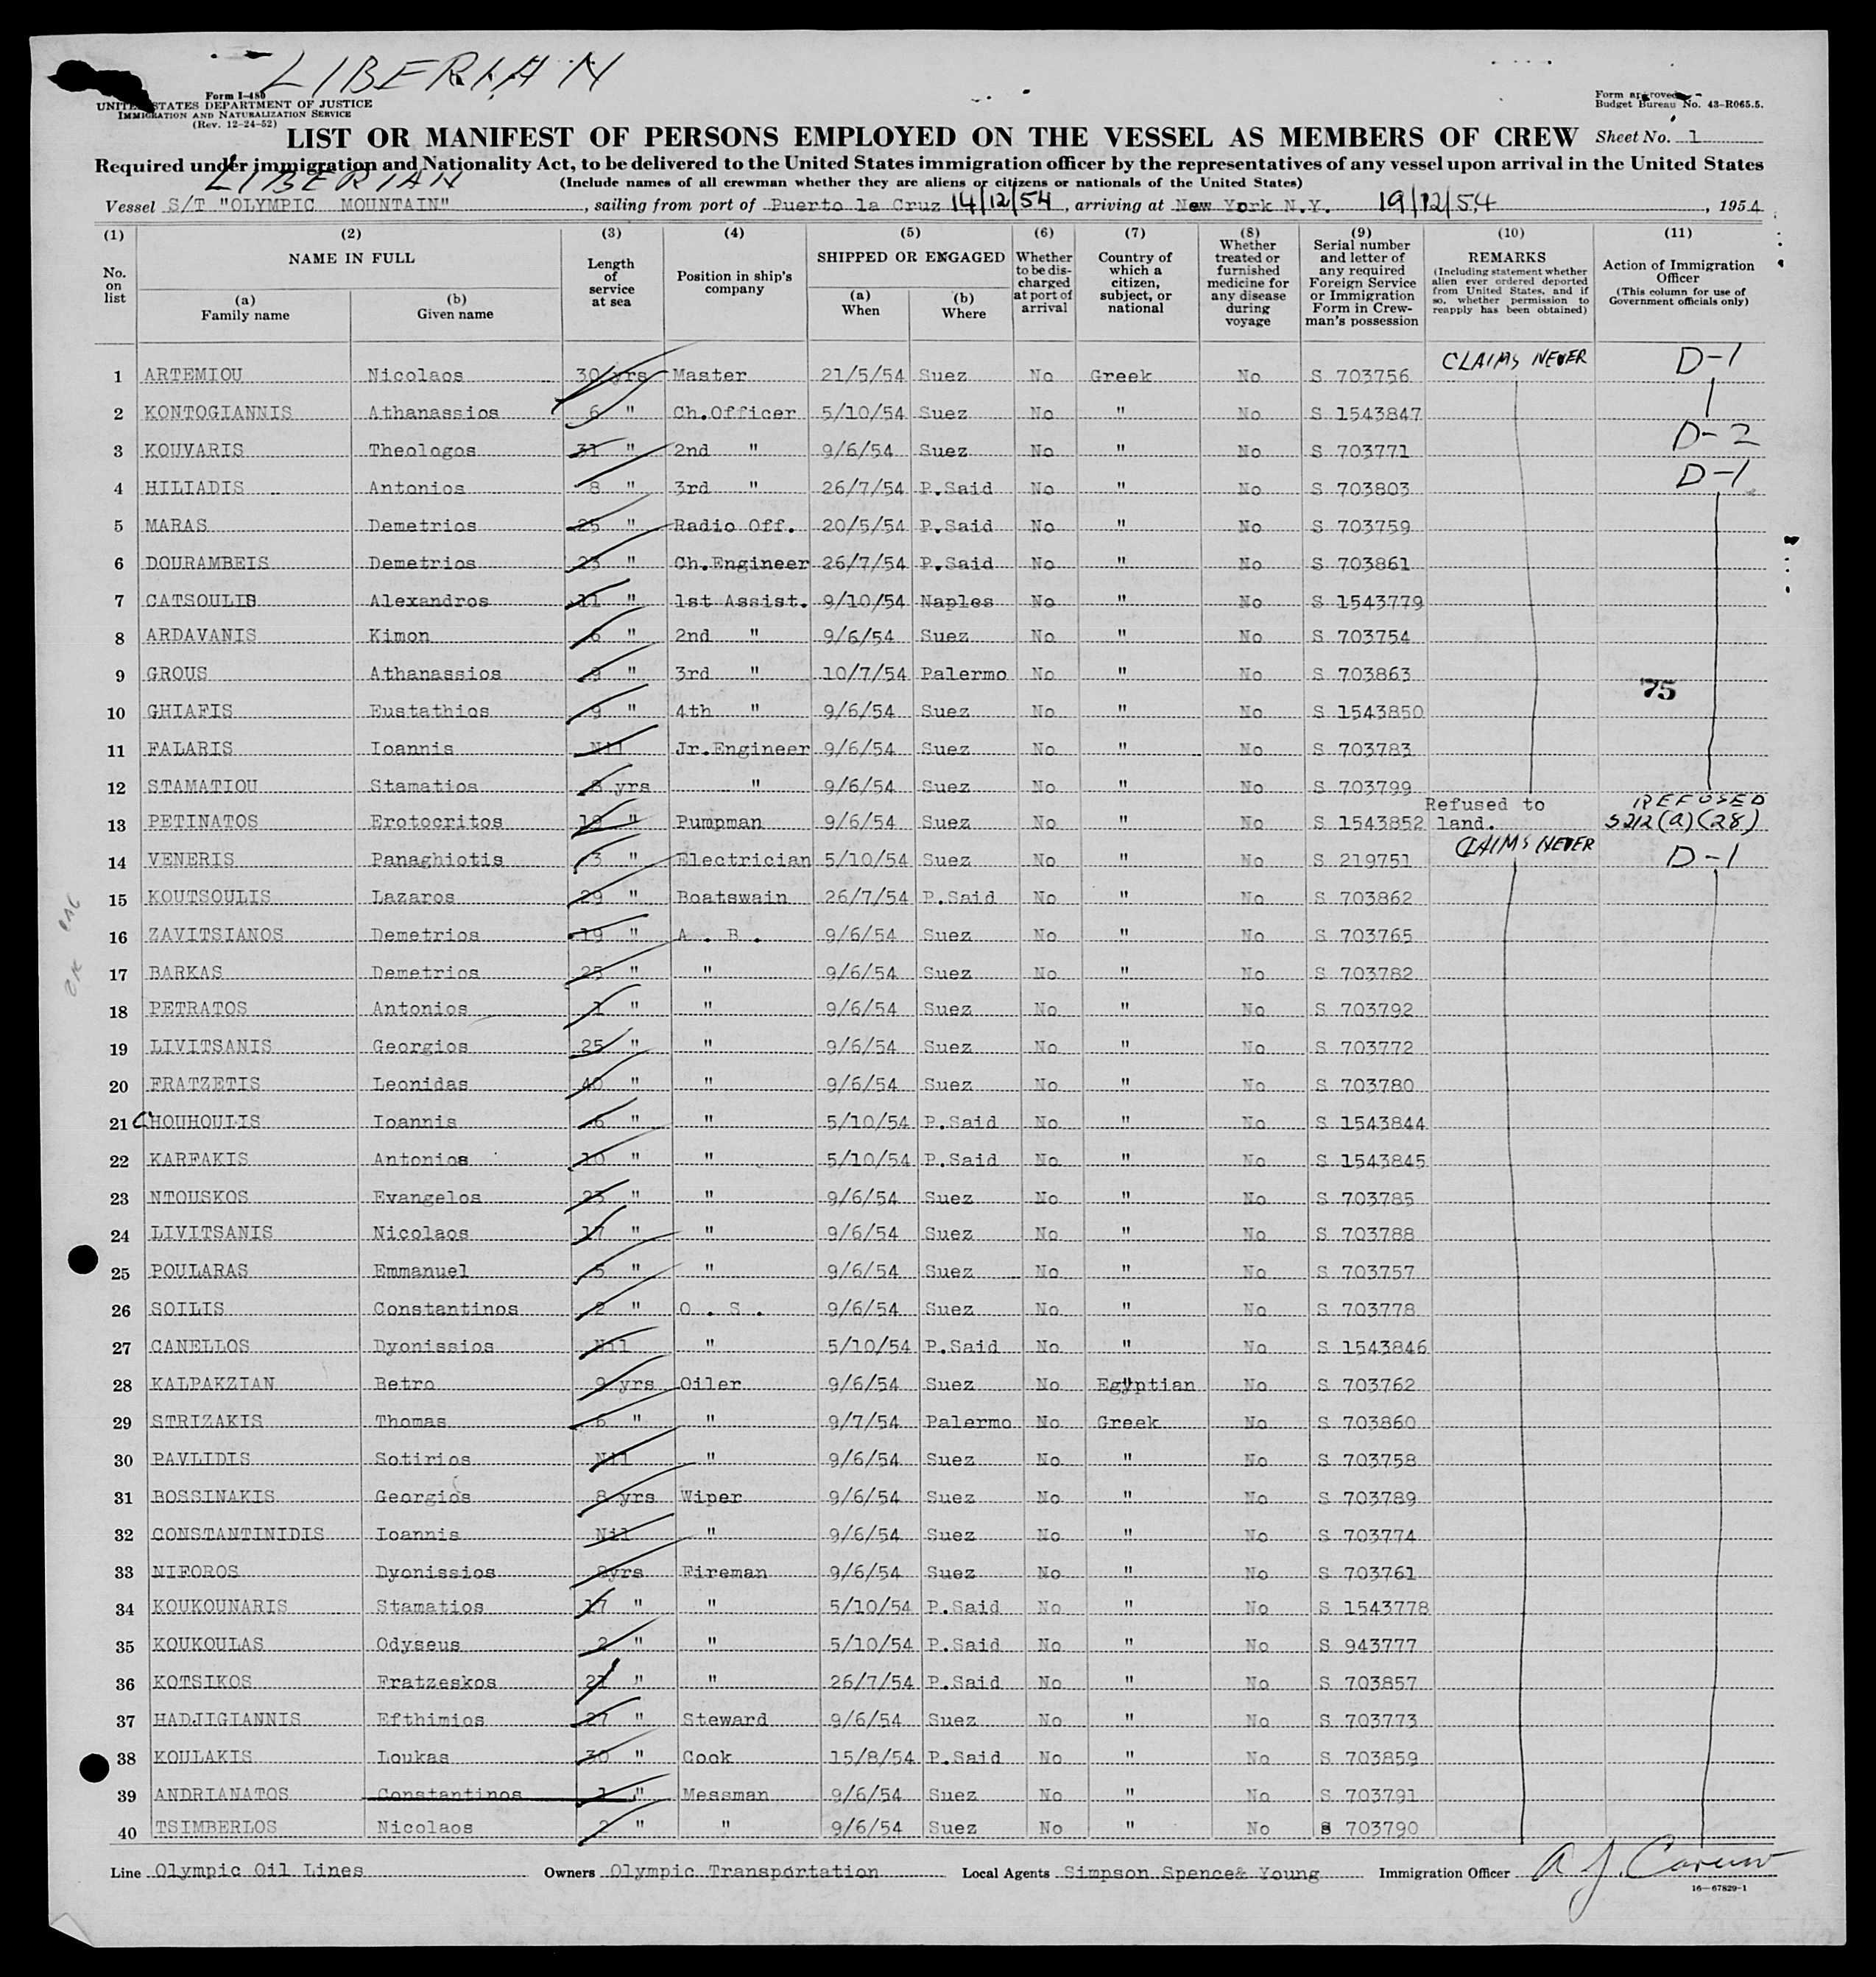 LIBERIAN
Form I-480
UNITED STATES DEPARTMENT OF JUSTICE
IMMIGRATION AND NATURALIZATION SERVICE
(Rev. 12-24-52)
Form approved
Budget Bureau No. 43-R065.5.
LIST OR MANIFEST OF PERSONS EMPLOYED ON THE VESSEL AS MEMBERS OF CREW Sheet No. 1
Required under immigration and Nationality Act, to be delivered to the United States immigration officer by the representatives of any vessel upon arrival in the United States
LIBERIAN
(Include names of all crewman whether they are aliens or citizens or nationals of the United States)
Vessel S/T "OLYMPIC MOUNTAIN", sailing from port of Puerto la Cruz 14/12/54, arriving at New York N.Y. 19/12/54, 1954
(1) No. on list
(2) NAME IN FULL
(a) Family name
(b) Given name
(3) Length of service at sea
(4) Position in ship's company
(5) SHIPPED OR ENGAGED
(a) When
(b) Where
(6) Whether to be discharged at port of arrival
(7) Country of which a citizen, subject, or national
(8) Whether treated or furnished medicine for any disease during voyage
(9) Serial number and letter of any required Foreign Service or Immigration Form in Crewman's possession
(10) REMARKS (Including statement whether alien ever ordered deported from United States, and if so, whether permission to reapply has been obtained)
(11) Action of Immigration Officer (This column for use of Government officials only)
1 ARTEMIOU Nicolaos 30 yrs Master 21/5/54 Suez No Greek No S 703756 CLAIMS NEVER D-1
2 KONTOGIANNIS Athanassios 6 " Ch.Officer 5/10/54 Suez No " No S 1543847
3 KOUVARIS Theologos 31 " 2nd " 9/6/54 Suez No " No S 703771 D-2
4 HILIADIS Antonios 8 " 3rd " 26/7/54 P.Said No " No S 703803 D-1
5 MARAS Demetrios 25 " Radio Off. 20/5/54 P.Said No " No S 703759
6 DOURAMBEIS Demetrios 23 " Ch.Engineer 26/7/54 P.Said No " No S 703861
7 CATSOULIS Alexandros 11 " 1st Assist. 9/10/54 Naples No " No S 1543779
8 ARDAVANIS Kimon 6 " 2nd " 9/6/54 Suez No " No S 703754
9 GROUS Athanassios 9 " 3rd " 10/7/54 Palermo No " No S 703863
75
10 GHIAFIS Eustathios 9 " 4th " 9/6/54 Suez No " No S 1543850
11 FALARIS Ioannis Nil Jr.Engineer 9/6/54 Suez No " No S 703783
12 STAMATIOU Stamatios yrs " 9/6/54 Suez No " No S 703799
13 PETINATOS Erotocritos " Pumpman 9/6/54 Suez No " No S 1543852 Refused to land. REFUSED S212(a)(28)
14 VENERIS Panaghiotis 3 " Electrician 5/10/54 Suez No " No S 219751 CLAIMS NEVER D-1
15 KOUTSOULIS Lazaros 29 " Boatswain 26/7/54 P.Said No " No S 703862
16 ZAVITSIANOS Demetrios 19 " A . B . 9/6/54 Suez No " No S 703765
17 BARKAS Demetrios 25 " " 9/6/54 Suez No " No S 703782
18 PETRATOS Antonios 1 " " 9/6/54 Suez No " No S 703792
19 LIVITSANIS Georgios 25 " " 9/6/54 Suez No " No S 703772
20 FRATZETIS Leonidas 40 " " 9/6/54 Suez No " No S 703780
21 CHOUHOULIS Ioannis 6 " " 5/10/54 P.Said No " No S 1543844
22 KARFAKIS Antonios 10 " " 5/10/54 P.Said No " No S 1543845
23 NTOUSKOS Evangelos 23 " " 9/6/54 Suez No " No S 703785
24 LIVITSANIS Nicolaos 17 " " 9/6/54 Suez No " No S 703788
25 POULARAS Emmanuel 5 " " 9/6/54 Suez No " No S 703757
26 SOILIS Constantinos 2 " O . S . 9/6/54 Suez No " No S 703778
27 CANELLOS Dyonissios Nil " 5/10/54 P.Said No " No S 1543846
28 KALPAKZIAN Betro 9 yrs Oiler 9/6/54 Suez No Egyptian No S 703762
29 STRIZAKIS Thomas 6 " " 9/7/54 Palermo No Greek No S 703860
30 PAVLIDIS Sotirios Nil " 9/6/54 Suez No " No S 703758
31 BOSSINAKIS Georgios 8 yrs Wiper 9/6/54 Suez No " No S 703789
32 CONSTANTINIDIS Ioannis Nil " 9/6/54 Suez No " No S 703774
33 NIFOROS Dyonissios yrs Fireman 9/6/54 Suez No " No S 703761
34 KOUKOUNARIS Stamatios 17 " " 5/10/54 P.Said No " No S 1543778
35 KOUKOULAS Odyseus 2 " " 5/10/54 P.Said No " No S 943777
36 KOTSIKOS Fratzeskos 21 " " 26/7/54 P.Said No " No S 703857
37 HADJIGIANNIS Efthimios 27 " Steward 9/6/54 Suez No " No S 703773
38 KOULAKIS Loukas 30 " Cook 15/8/54 P.Said No " No S 703859
39 ANDRIANATOS Constantinos 1 " Messman 9/6/54 Suez No " No S 703791
40 TSIMBERLOS Nicolaos 2 " " 9/6/54 Suez No " No S 703790
Line Olympic Oil Lines Owners Olympic Transportation Local Agents Simpson Spence& Young Immigration Officer A J.
16—67829-1